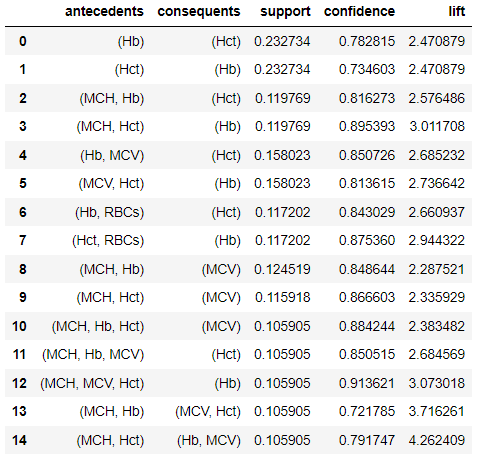 antecedents consequents support confidence lift
0 (Hb) (Hct) 0.232734 0.782815 2.470879
1 (Hct) (Hb) 0.232734 0.734603 2.470879
2 (MCH, Hb) (Hct) 0.119769 0.816273 2.576486
3 (MCH, Hct) (Hb) 0.119769 0.895393 3.011708
4 (Hb, MCV) (Hct) 0.158023 0.850726 2.685232
5 (MCV, Hct) (Hb) 0.158023 0.813615 2.736642
6 (Hb, RBCs) (Hct) 0.117202 0.843029 2.660937
7 (Hct, RBCs) (Hb) 0.117202 0.875360 2.944322
8 (MCH, Hb) (MCV) 0.124519 0.848644 2.287521
9 (MCH, Hct) (MCV) 0.115918 0.866603 2.335929
10 (MCH, Hb, Hct) (MCV) 0.105905 0.884244 2.383482
11 (MCH, Hb, MCV) (Hct) 0.105905 0.850515 2.684569
12 (MCH, MCV, Hct) (Hb) 0.105905 0.913621 3.073018
13 (MCH, Hb) (MCV, Hct) 0.105905 0.721785 3.716261
14 (MCH, Hct) (Hb, MCV) 0.105905 0.791747 4.262409